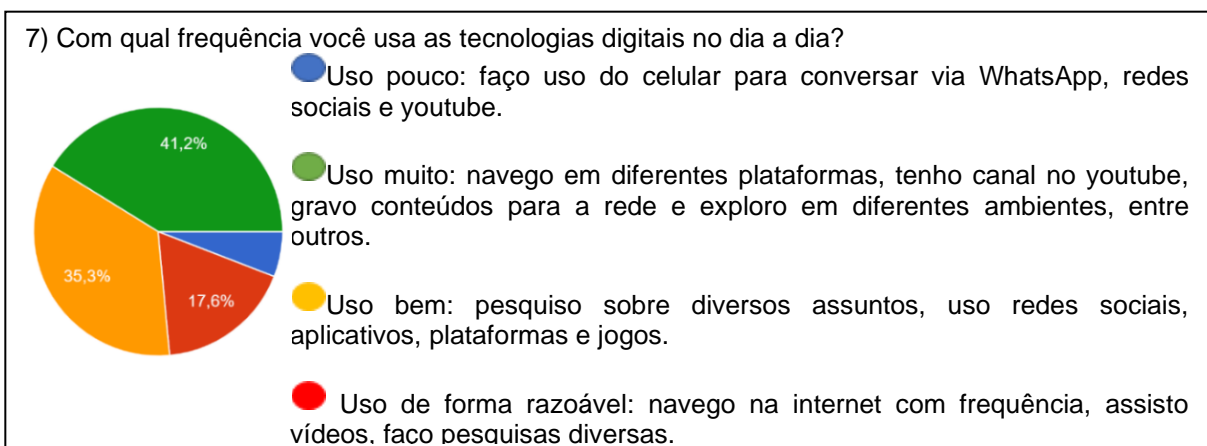 7) Com qual frequência você usa as tecnologias digitais no dia a dia?
Uso pouco: faço uso do celular para conversar via WhatsApp, redes
sociais e youtube.
41,2%
Uso muito: navego em diferentes plataformas, tenho canal no youtube,
gravo conteúdos para a rede e exploro em diferentes ambientes, entre
outros.
35,3%
17,6%
Uso bem: pesquiso sobre diversos assuntos, uso redes sociais,
aplicativos, plataformas e jogos.
Uso de forma razoável: navego na internet com frequência, assisto
vídeos, faço pesquisas diversas.